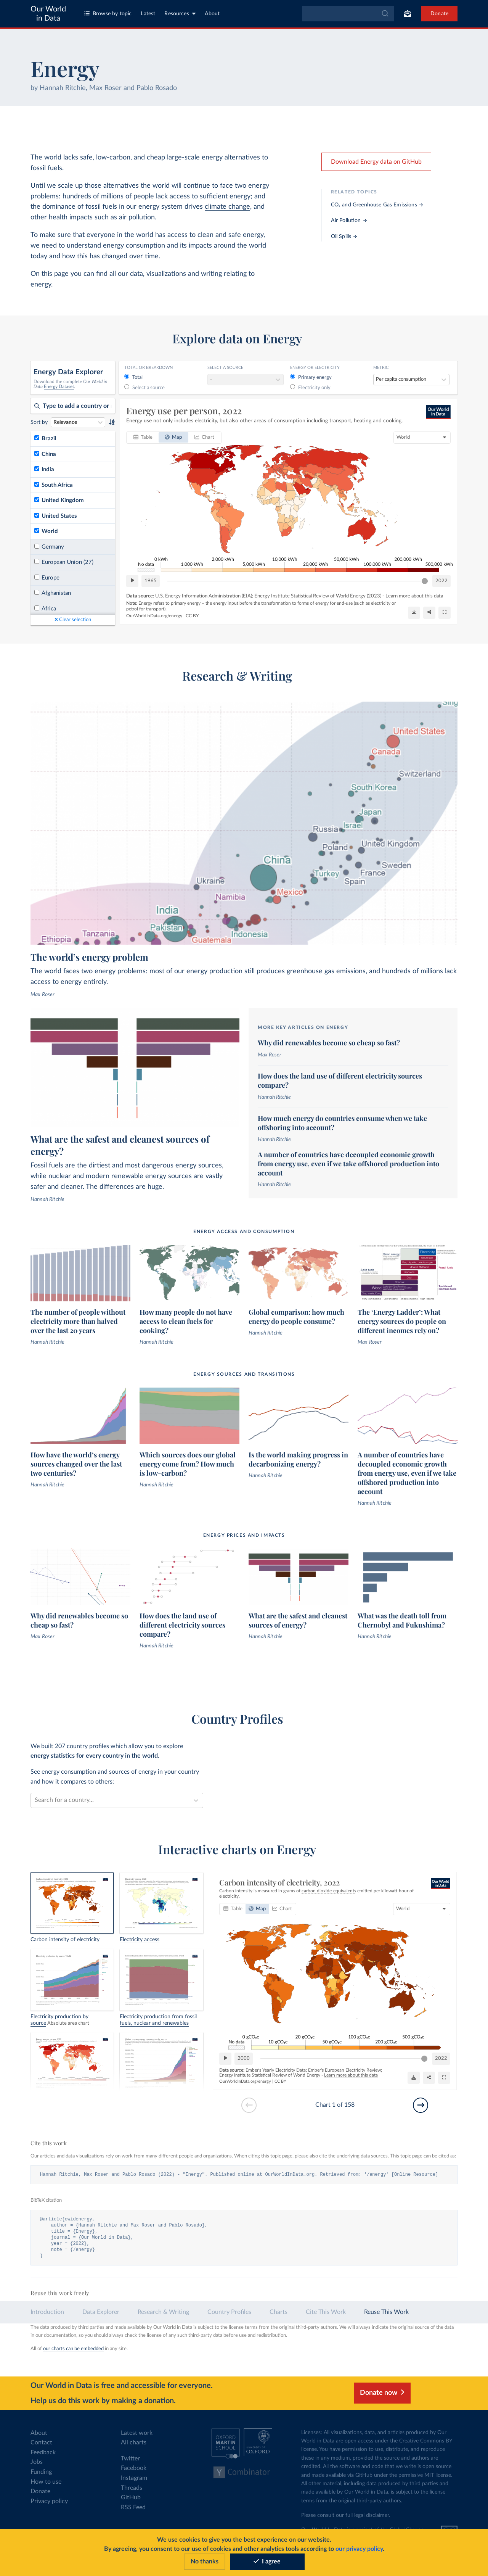 Our World
in Data
Browse by topic
Latest
Resources
About
Donate
Energy
by Hannah Ritchie, Max Roser and Pablo Rosado
The world lacks safe, low-carbon, and cheap large-scale energy alternatives to
fossil fuels.
Until we scale up those alternatives the world will continue to face two energy
problems: hundreds of millions of people lack access to sufficient energy; and
the dominance of fossil fuels in our energy system drives climate change, and
other health impacts such as air pollution.
To make sure that everyone in the world has access to clean and safe energy,
we need to understand energy consumption and its impacts around the world
today and how this has changed over time.
On this page you can find all our data, visualizations and writing relating to
energy.
Download Energy data on GitHub
RELATED TOPICS
CO₂ and Greenhouse Gas Emissions →
Air Pollution →
Oil Spills →
Explore data on Energy
Energy Data Explorer
Download the complete Our World in
Data Energy Dataset.
Type to add a country or
Sort by Relevance
Brazil
China
India
South Africa
United Kingdom
United States
World
Germany
European Union (27)
Europe
Afghanistan
Africa
✕ Clear selection
TOTAL OR BREAKDOWN
Total
Select a source
SELECT A SOURCE
ENERGY OR ELECTRICITY
Primary energy
Electricity only
METRIC
Per capita consumption
Energy use per person, 2022
Energy use not only includes electricity, but also other areas of consumption including transport, heating and cooking.
Our World
in Data
Table
Map
Chart
World
No data
0 kWh
1,000 kWh
2,000 kWh
5,000 kWh
10,000 kWh
20,000 kWh
50,000 kWh
100,000 kWh
200,000 kWh
500,000 kWh
1965
2022
Data source: U.S. Energy Information Administration (EIA); Energy Institute Statistical Review of World Energy (2023) - Learn more about this data
Note: Energy refers to primary energy – the energy input before the transformation to forms of energy for end-use (such as electricity or
petrol for transport).
OurWorldInData.org/energy | CC BY
Research & Writing
United States
Canada
Switzerland
South Korea
Japan
Israel
Russia
Poland
United Kingdom
China
Sweden
France
Turkey
Spain
Ukraine
Mexico
Namibia
India
Pakistan
Indonesia
Tanzania
Ethiopia
Guatemala
The world's energy problem
The world faces two energy problems: most of our energy production still produces greenhouse gas emissions, and hundreds of millions lack
access to energy entirely.
Max Roser
What are the safest and cleanest sources of
energy?
Fossil fuels are the dirtiest and most dangerous energy sources,
while nuclear and modern renewable energy sources are vastly
safer and cleaner. The differences are huge.
Hannah Ritchie
MORE KEY ARTICLES ON ENERGY
Why did renewables become so cheap so fast?
Max Roser
How does the land use of different electricity sources
compare?
Hannah Ritchie
How much energy do countries consume when we take
offshoring into account?
Hannah Ritchie
A number of countries have decoupled economic growth
from energy use, even if we take offshored production into
account
Hannah Ritchie
ENERGY ACCESS AND CONSUMPTION
The number of people without
electricity more than halved
over the last 20 years
Hannah Ritchie
How many people do not have
access to clean fuels for
cooking?
Hannah Ritchie
Global comparison: how much
energy do people consume?
Hannah Ritchie
The 'Energy Ladder': What
energy sources do people on
different incomes rely on?
Max Roser
ENERGY SOURCES AND TRANSITIONS
How have the world's energy
sources changed over the last
two centuries?
Hannah Ritchie
Which sources does our global
energy come from? How much
is low-carbon?
Hannah Ritchie
Is the world making progress in
decarbonizing energy?
Hannah Ritchie
A number of countries have
decoupled economic growth
from energy use, even if we take
offshored production into
account
Hannah Ritchie
ENERGY PRICES AND IMPACTS
Why did renewables become so
cheap so fast?
Max Roser
How does the land use of
different electricity sources
compare?
Hannah Ritchie
What are the safest and cleanest
sources of energy?
Hannah Ritchie
What was the death toll from
Chernobyl and Fukushima?
Hannah Ritchie
Country Profiles
We built 207 country profiles which allow you to explore
energy statistics for every country in the world.
See energy consumption and sources of energy in your country
and how it compares to others:
Search for a country...
Interactive charts on Energy
Carbon intensity of electricity
Electricity access
Electricity production by
source Absolute area chart
Electricity production from fossil
fuels, nuclear and renewables
Carbon intensity of electricity, 2022
Carbon intensity is measured in grams of carbon dioxide-equivalents emitted per kilowatt-hour of
electricity.
Our World
in Data
Table
Map
Chart
World
No data
0 gCO₂e
10 gCO₂e
20 gCO₂e
50 gCO₂e
100 gCO₂e
200 gCO₂e
500 gCO₂e
2000
2022
Data source: Ember's Yearly Electricity Data; Ember's European Electricity Review;
Energy Institute Statistical Review of World Energy - Learn more about this data
OurWorldInData.org/energy | CC BY
Chart 1 of 158
Cite this work
Our articles and data visualizations rely on work from many different people and organizations. When citing this topic page, please also cite the underlying data sources. This topic page can be cited as:
Hannah Ritchie, Max Roser and Pablo Rosado (2022) - "Energy". Published online at OurWorldInData.org. Retrieved from: '/energy' [Online Resource]
BibTeX citation
@article{owidenergy,
author = {Hannah Ritchie and Max Roser and Pablo Rosado},
title = {Energy},
journal = {Our World in Data},
year = {2022},
note = {/energy}
}
Reuse this work freely
Introduction
Data Explorer
Research & Writing
Country Profiles
Charts
Cite This Work
Reuse This Work
The data produced by third parties and made available by Our World in Data is subject to the license terms from the original third-party authors. We will always indicate the original source of the data
in our documentation, so you should always check the license of any such third-party data before use and redistribution.
All of our charts can be embedded in any site.
Our World in Data is free and accessible for everyone.
Help us do this work by making a donation.
Donate now
About
Contact
Feedback
Jobs
Funding
How to use
Donate
Privacy policy
Latest work
All charts
Twitter
Facebook
Instagram
Threads
GitHub
RSS Feed
OXFORD
MARTIN
SCHOOL
OXFORD
Y Combinator
Licenses: All visualizations, data, and articles produced by Our
World in Data are open access under the Creative Commons BY
license. You have permission to use, distribute, and reproduce
these in any medium, provided the source and authors are
credited. All the software and code that we write is open source
and made available via GitHub under the permissive MIT license.
All other material, including data produced by third parties and
made available by Our World in Data, is subject to the license
terms from the original third-party authors.
Please consult our full legal disclaimer.
We use cookies to give you the best experience on our website.
By agreeing, you consent to our use of cookies and other analytics tools according to our privacy policy.
No thanks
I agree